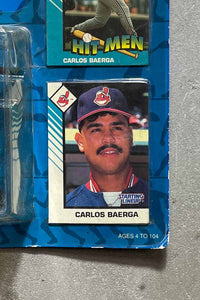 HIT MEN
CARLOS BAERGA
CARLOS BAERGA
STARTING
LINEUP
AGES 4 TO 104